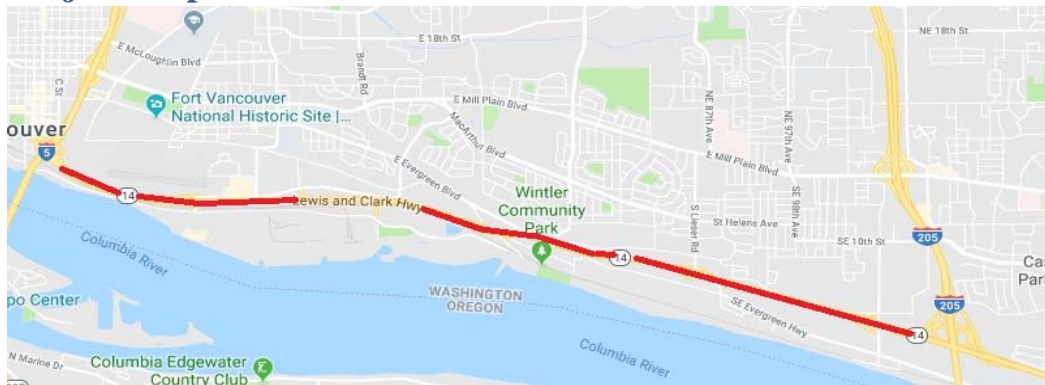 E 18th St
NE 18th St
E McLoughlin Blvd
Brandt Rd
C St
Fort Vancouver
National Historic Site |...
E Mill Plain Blvd
NE 87th Ave
NE 97th Ave
ouver
5
MacArthur Blvd
E Mill Plain Blvd
E Evergreen Blvd
SE 98th Ave
14
Lewis and Clark Hwy
Wintler
Community
Park
S Lieser Rd
St Helens Ave
SE 10th St
205
Columbia River
14
Cas
Park
WASHINGTON
OREGON
SE Evergreen Hwy
205
po Center
14
Columbia River
N Marine Dr
Columbia Edgewater
Country Club